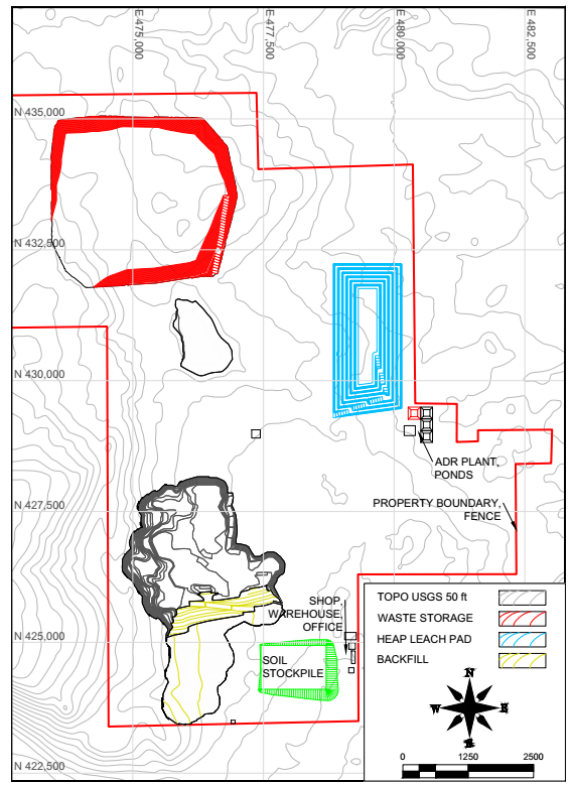 E 475,000
E 477,500
E 480,000
E 482,500
N 435,000
N 432,500
N 430,000
ADR PLANT,
PONDS
N 427,500
PROPERTY BOUNDARY,
FENCE
SHOP,
WAREHOUSE,
OFFICE
N 425,000
SOIL
STOCKPILE
TOPO USGS 50 ft
WASTE STORAGE
HEAP LEACH PAD
BACKFILL
N
W
E
S
0 1250 2500
N 422,500